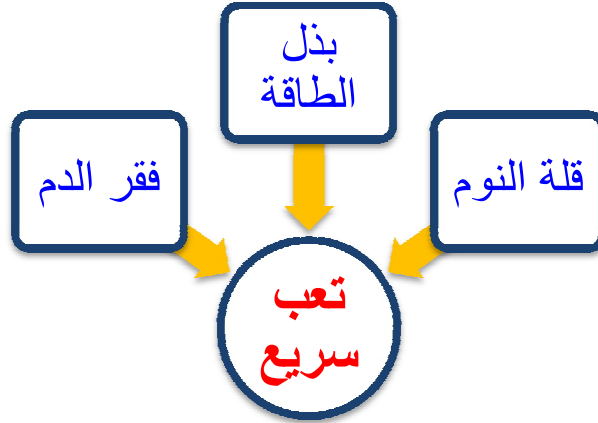 بذل
الطاقة
قلة النوم
فقر الدم
تعب
سريع